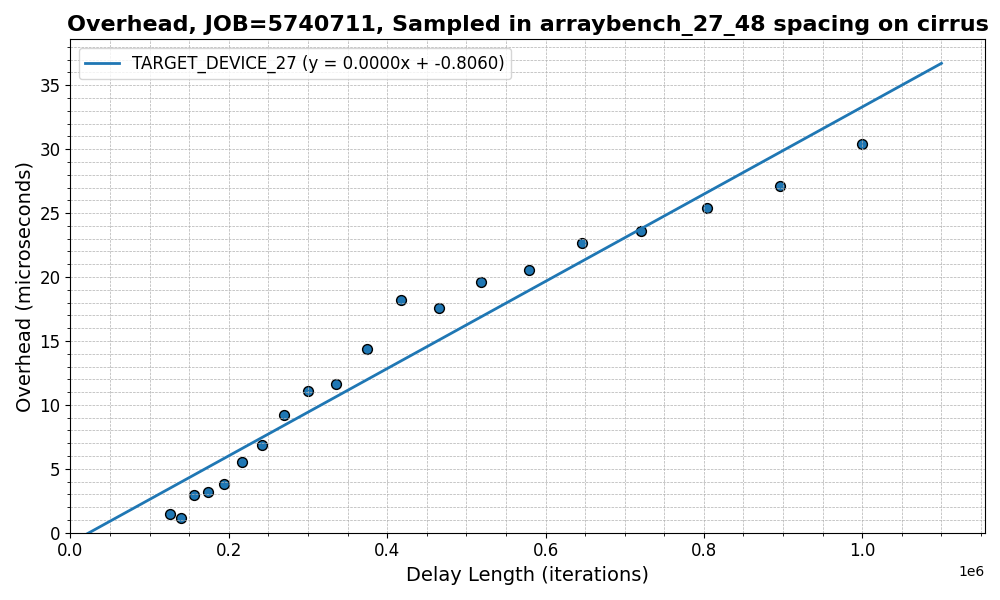 Overhead, JOB=5740711, Sampled in arraybench_27_48 spacing on cirrus
TARGET_DEVICE_27 (y = 0.0000x + -0.8060)
Overhead (microseconds)
35
30
25
20
15
10
5
0
0.0 0.2 0.4 0.6 0.8 1.0
1e6
Delay Length (iterations)